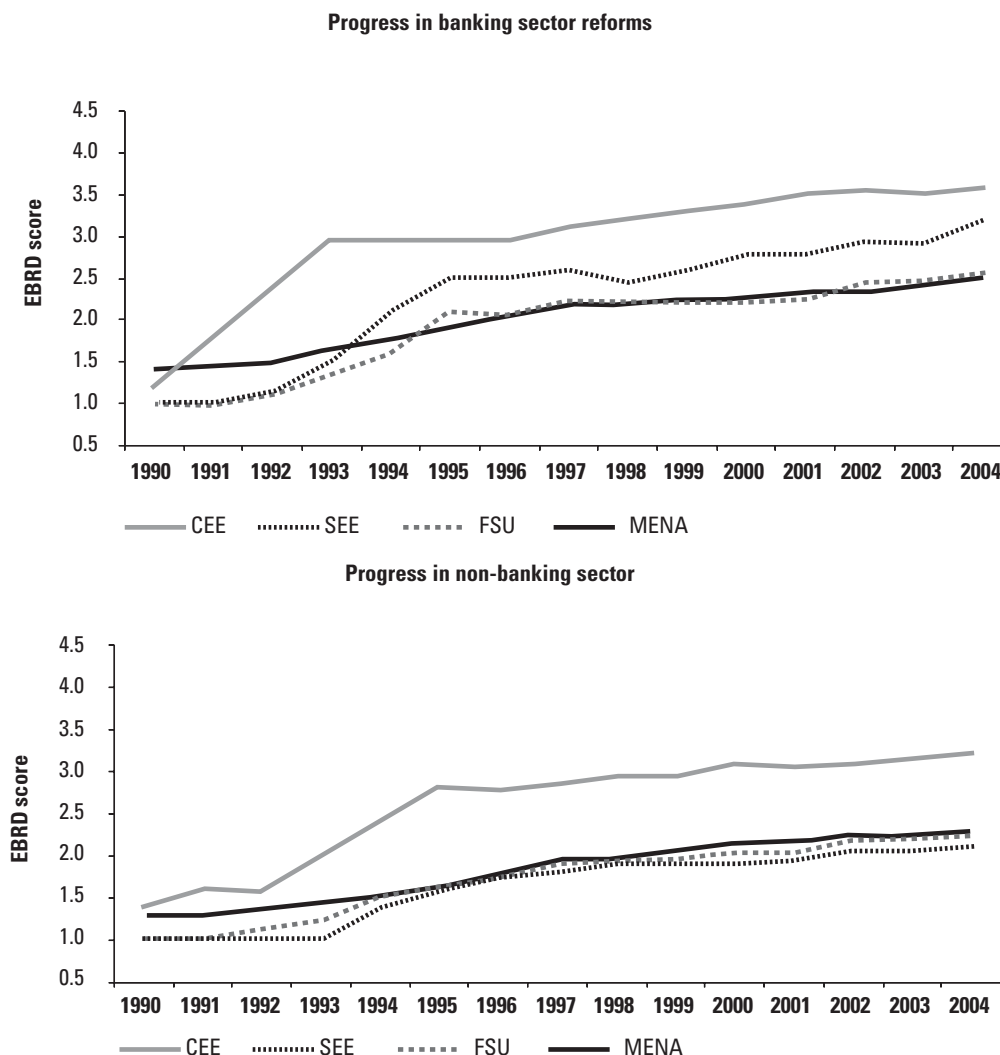 Progress in banking sector reforms
EBRD score
4.5
4.0
3.5
3.0
2.5
2.0
1.5
1.0
0.5
1990 1991 1992 1993 1994 1995 1996 1997 1998 1999 2000 2001 2002 2003 2004
CEE SEE FSU MENA
Progress in non-banking sector
EBRD score
4.5
4.0
3.5
3.0
2.5
2.0
1.5
1.0
0.5
1990 1991 1992 1993 1994 1995 1996 1997 1998 1999 2000 2001 2002 2003 2004
CEE SEE FSU MENA